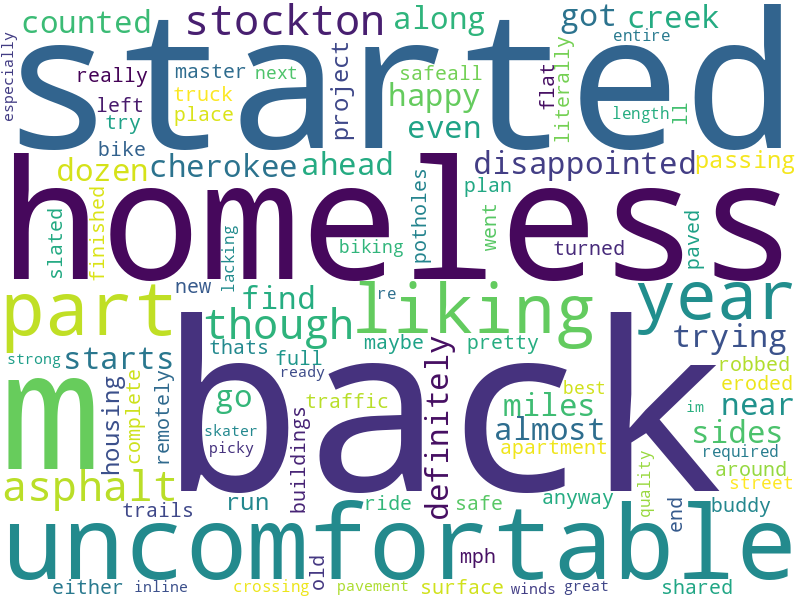 counted
stockton
along
got
creek
entire
especially
started
really
master
next
safeall
literally
flat
project
left
truck
place
happy
length
ll
try
even
bike
dozen
cherokee
ahead
disappointed
passing
homeless
plan
potholes
slated
finished
lacking
biking
went
turned
paved
new
re
part
find
though
liking
year
trying
strong
starts
thats
full
maybe
pretty
ready
robbed
m
back
housing
complete
remotely
go
traffic
definitely
best
eroded
miles
near
im
skater
picky
buildings
almost
apartment
sides
required
around
asphalt
quality
street
trails
run
ride
safe
anyway
end
buddy
uncomfortable
mph
old
either
inline
crossing
pavement
surface
winds
great
shared